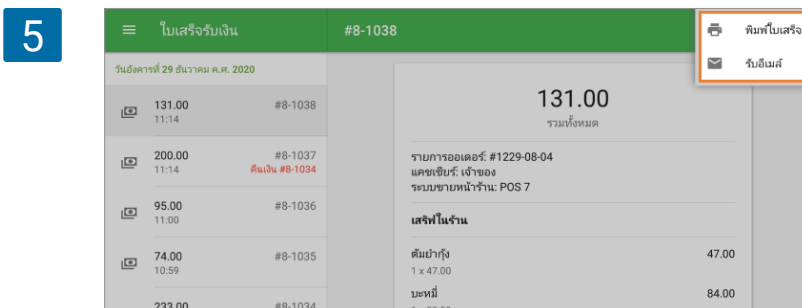 5
ใบเสร็จรับเงิน
#8-1038
พิมพ์ใบเสร็จ
รับอีเมล์
วันอังคารที่ 29 ธันวาคม ค.ศ. 2020
131.00 #8-1038
11:14
200.00 #8-1037
11:14 คืนเงิน #8-1034
95.00 #8-1036
11:00
74.00 #8-1035
10:59
233.00 #8-1034
131.00
รวมทั้งหมด
รายการออเดอร์: #1229-08-04
แคชเชียร์: เจ้าของ
ระบบขายหน้าร้าน: POS 7
เสริฟในร้าน
ต้มยำกุ้ง 47.00
1 x 47.00
บะหมี่ 84.00